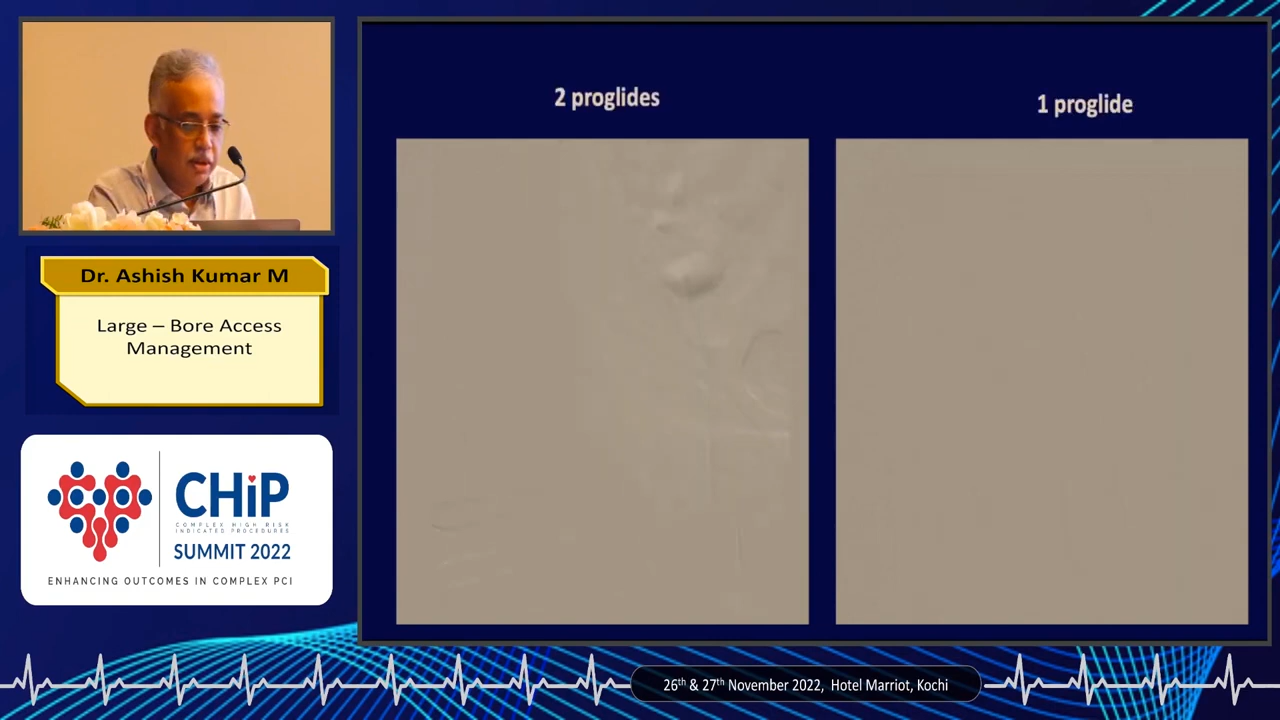 2 proglides
1 proglide
Dr. Ashish Kumar M
Large – Bore Access
Management
CHiP
COMPLEX HIGH RISK
INDICATED PROCEDURES
SUMMIT 2022
ENHANCING OUTCOMES IN COMPLEX PCI
26th & 27th November 2022, Hotel Marriot, Kochi